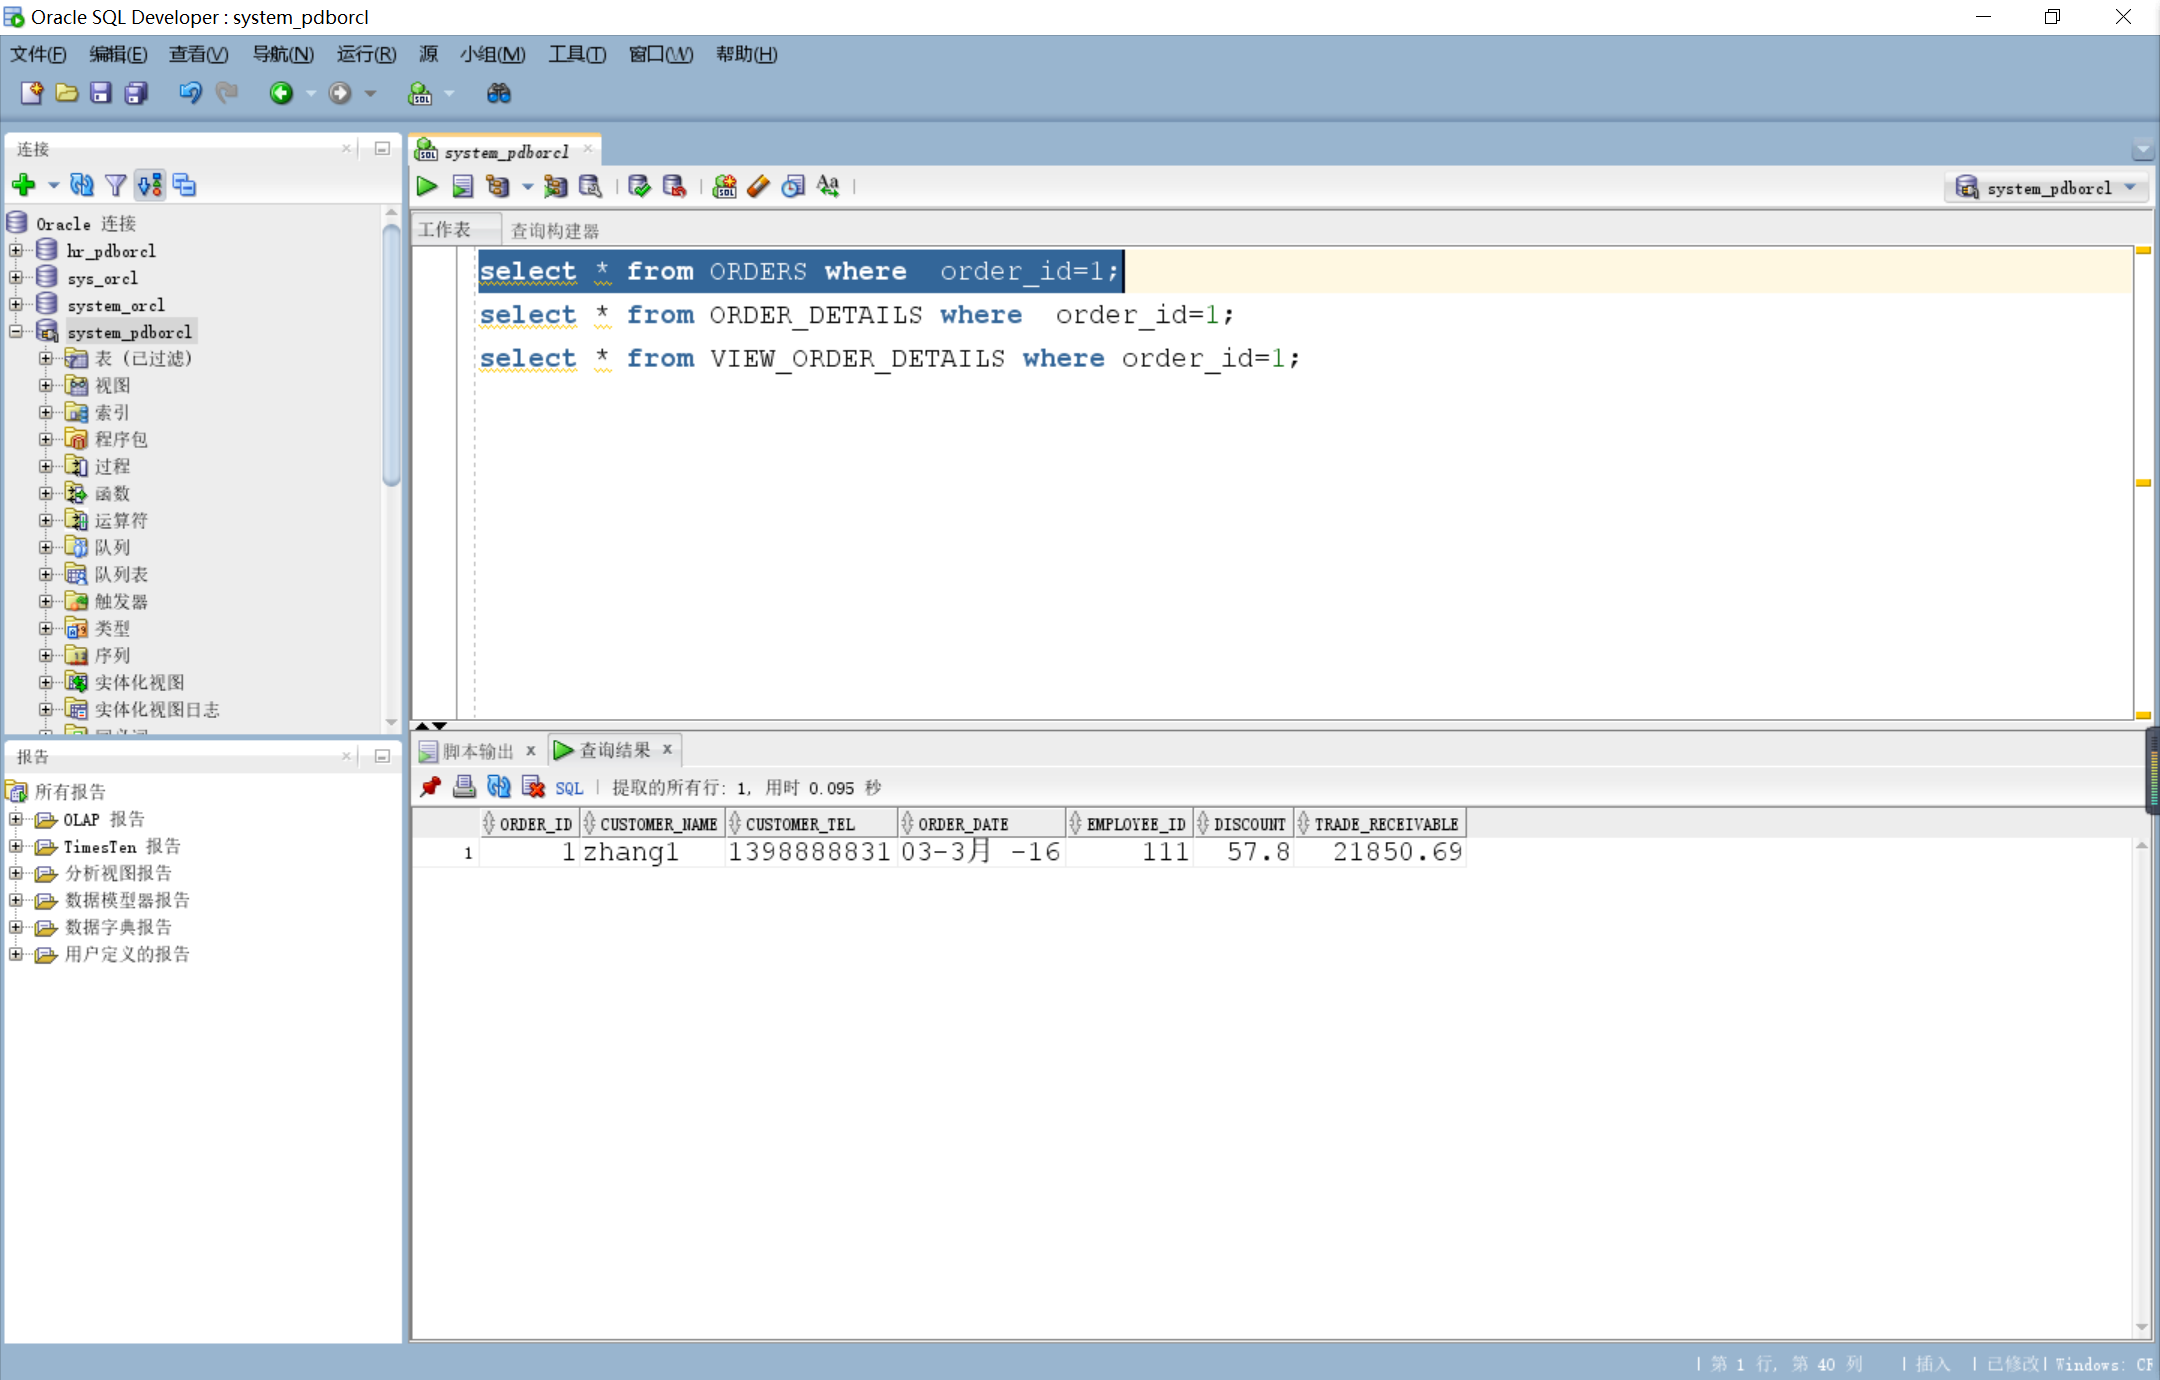 Oracle SQL Developer : system_pdborcl
文件(F) 编辑(E) 查看(V) 导航(N) 运行(R) 源 小组(M) 工具(T) 窗口(W) 帮助(H)
连接
Oracle 连接
hr_pdborcl
sys_orcl
system_orcl
system_pdborcl
表 (已过滤)
视图
索引
程序包
过程
函数
运算符
队列
队列表
触发器
类型
序列
实体化视图
实体化视图日志
报告
所有报告
OLAP 报告
TimesTen 报告
分析视图报告
数据模型器报告
数据字典报告
用户定义的报告
system_pdborcl
system_pdborcl
工作表 查询构建器
select * from ORDERS where  order_id=1;
select * from ORDER_DETAILS where  order_id=1;
select * from VIEW_ORDER_DETAILS where order_id=1;
脚本输出 x 查询结果 x
SQL | 提取的所有行: 1, 用时 0.095 秒
ORDER_ID CUSTOMER_NAME CUSTOMER_TEL ORDER_DATE EMPLOYEE_ID DISCOUNT TRADE_RECEIVABLE
1 1 zhang1 1398888831 03-3月 -16 111 57.8 21850.69
| 第 1 行, 第 40 列 | 插入 | 已修改| Windows: CF